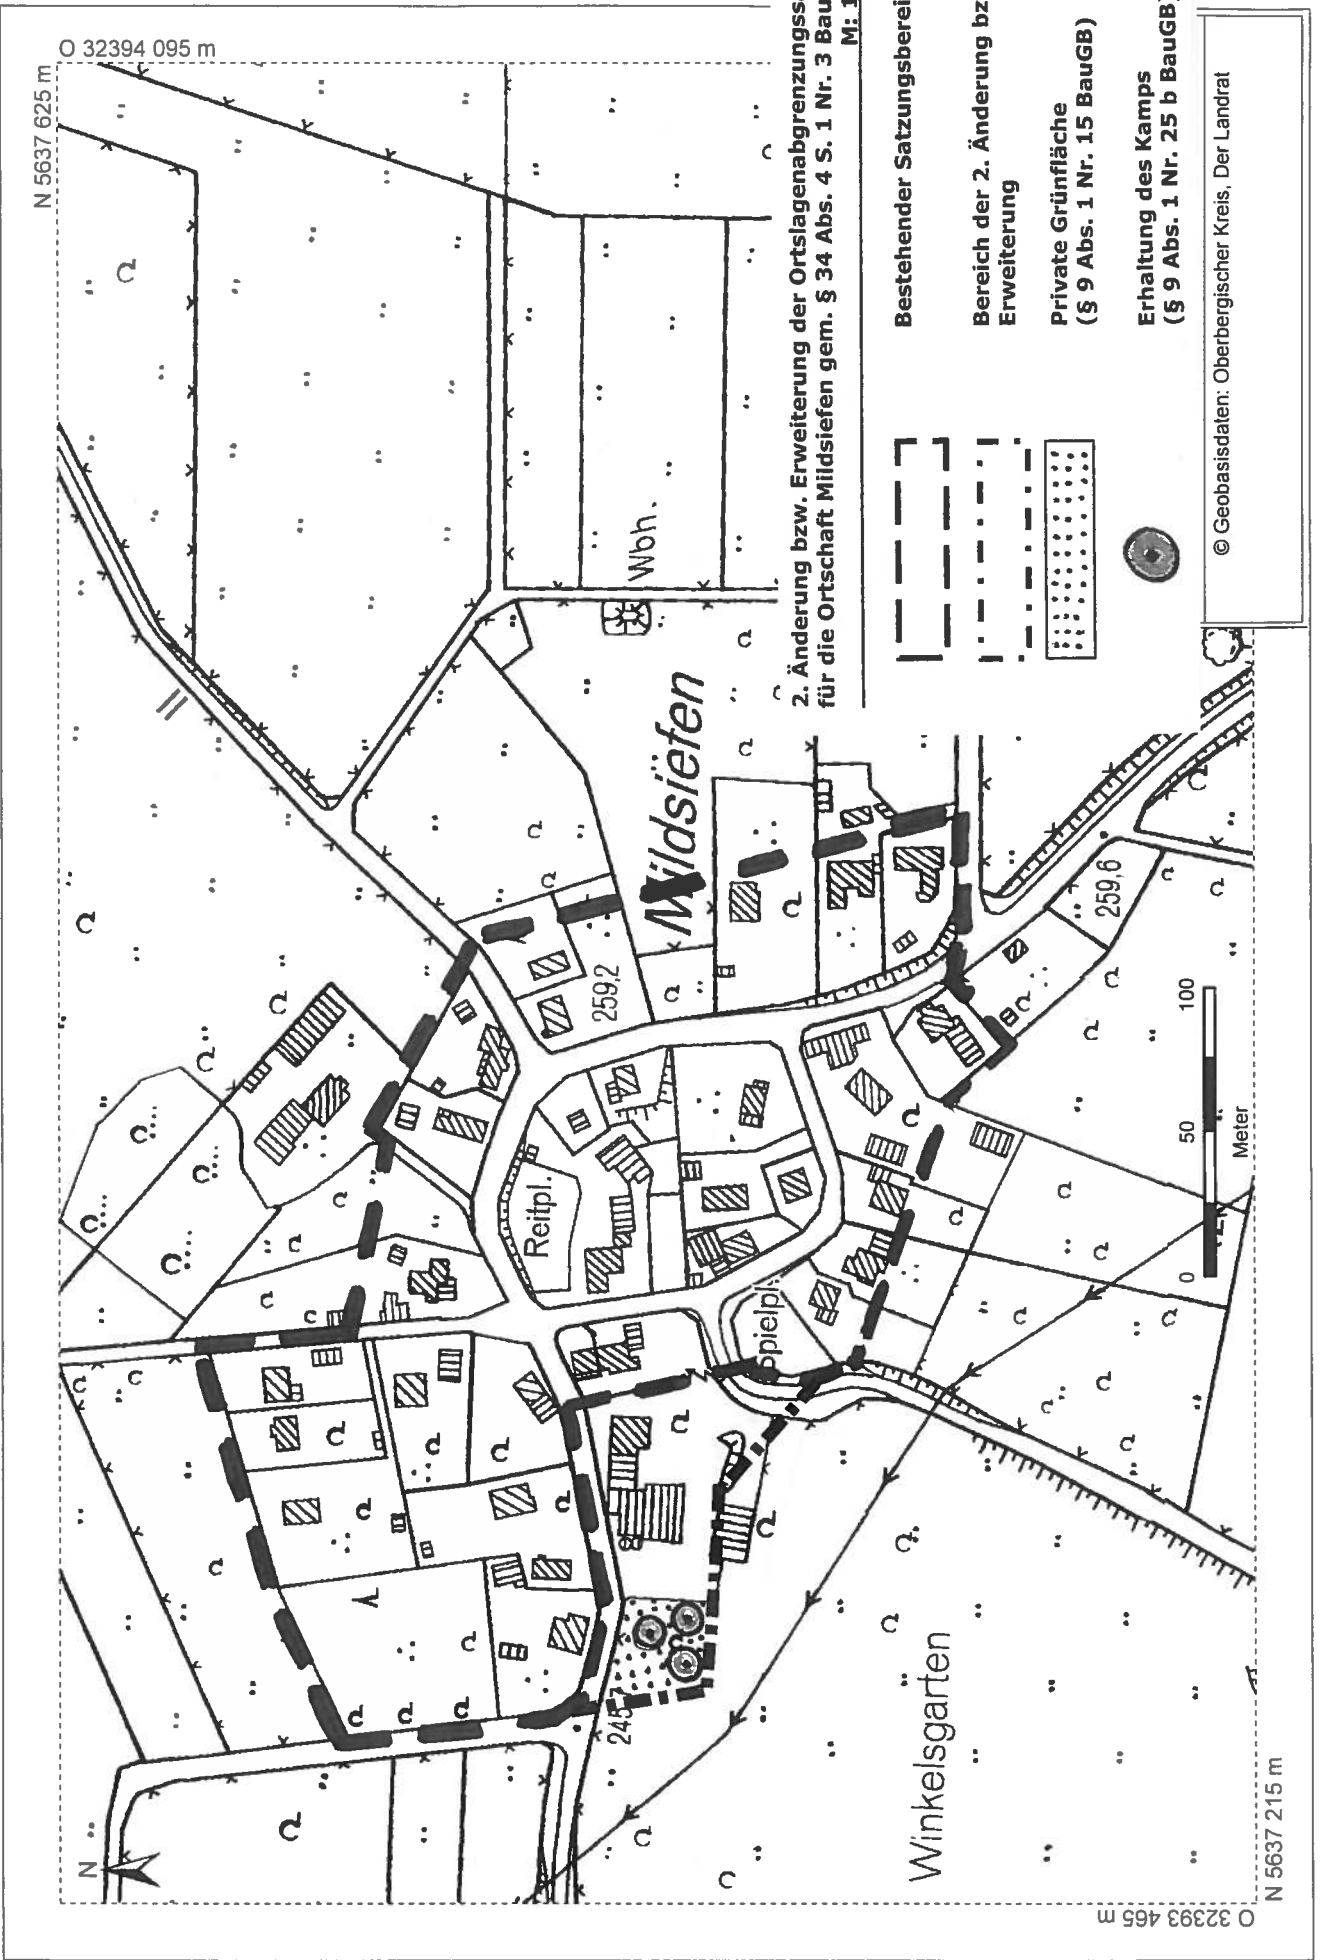 N 5637 625 m
O 32394 095 m
N
Reitpl.
259,2
Wbh.
Mildsiefen
Spielpl.
259,6
Winkelsgarten
0 50 100
Meter
O 32393 465 m
N 5637 215 m
2. Änderung bzw. Erweiterung der Ortslagenabgrenzungss
für die Ortschaft Mildsiefen gem. § 34 Abs. 4 S. 1 Nr. 3 Bau
M: 1
Bestehender Satzungsberei
Bereich der 2. Änderung bz
Erweiterung
Private Grünfläche
(§ 9 Abs. 1 Nr. 15 BauGB)
Erhaltung des Kamps
(§ 9 Abs. 1 Nr. 25 b BauGB)
© Geobasisdaten: Oberbergischer Kreis, Der Landrat